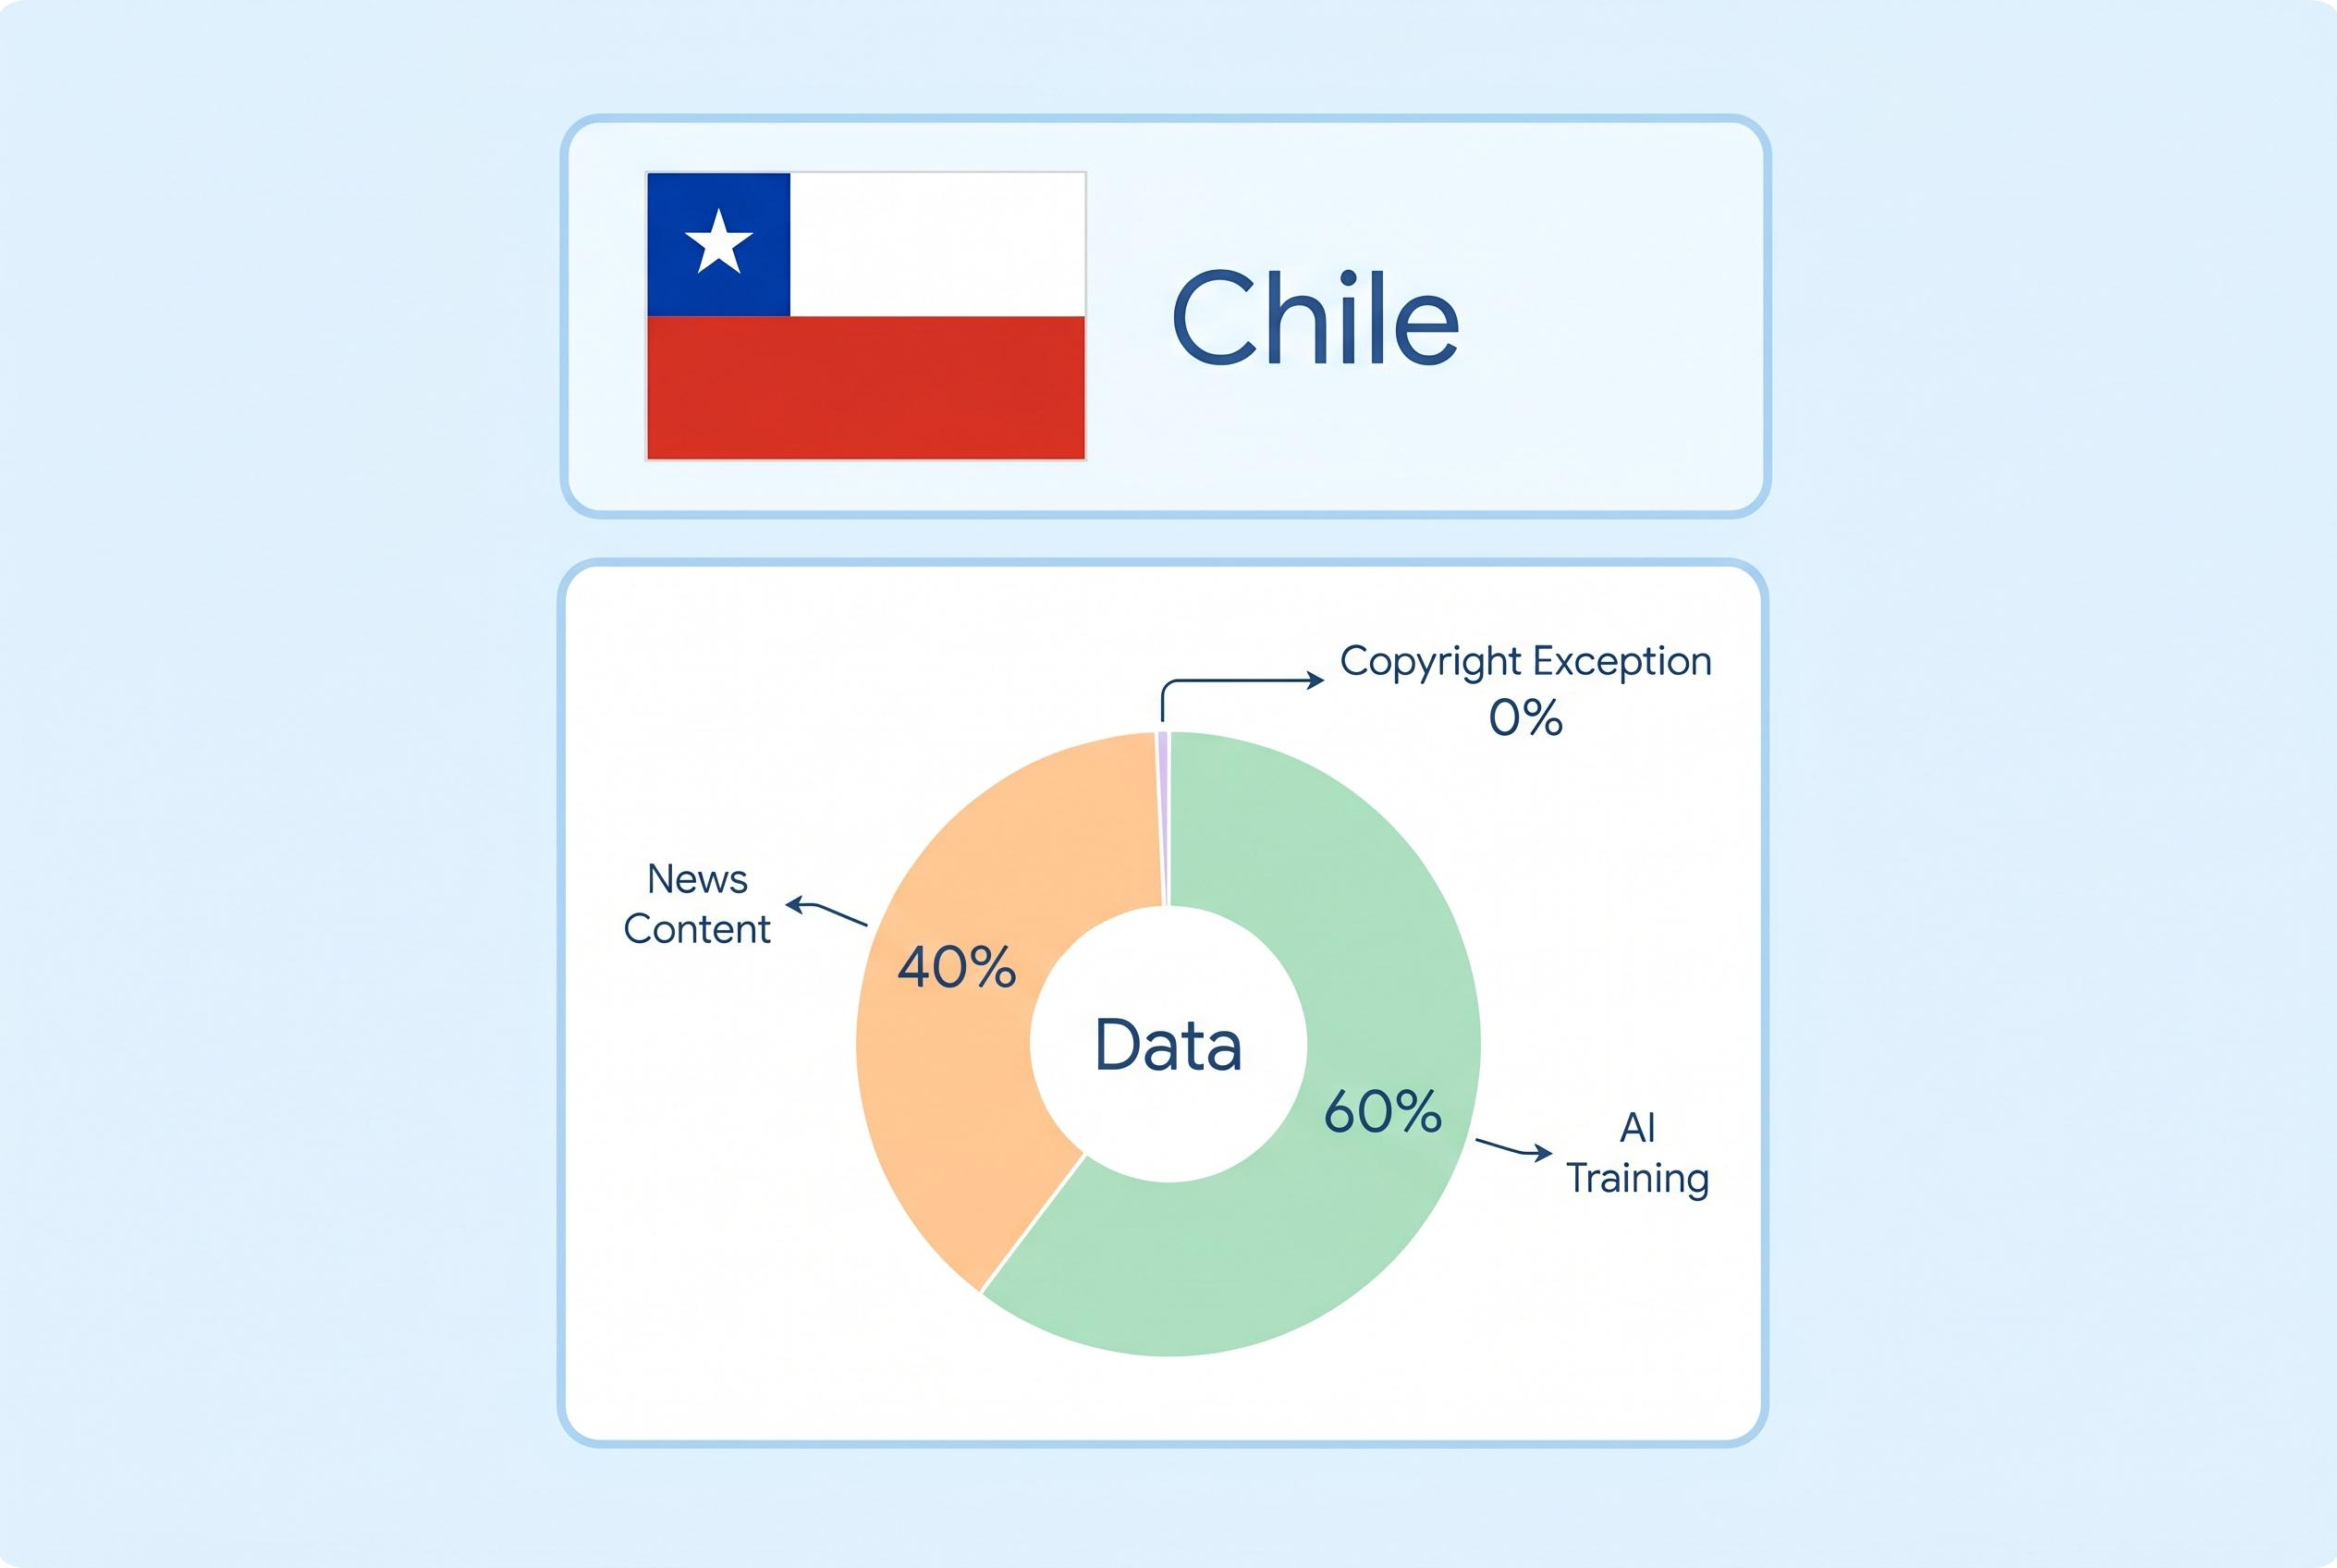 Chile
Copyright Exception
0%
News
Content
40%
Data
60%
AI
Training